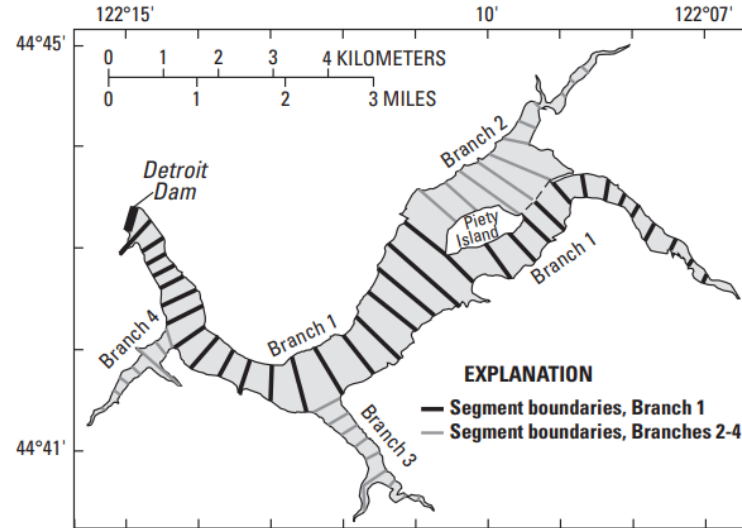 122°15' 10' 122°07'
44°45'
0 1 2 3 4 KILOMETERS
0 1 2 3 MILES
Branch 2
Detroit
Dam
Piety
Island
Branch 1
Branch 4
Branch 1
Branch 3
EXPLANATION
Segment boundaries, Branch 1
Segment boundaries, Branches 2-4
44°41'